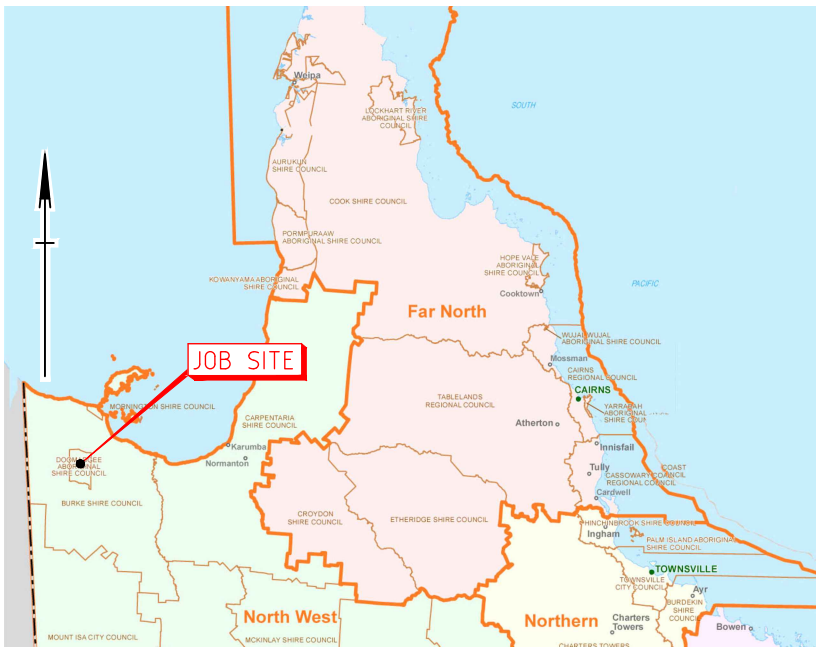 Weipa
LOCKHART RIVER
ABORIGINAL SHIRE
COUNCIL
SOUTH
AURUKUN
SHIRE COUNCIL
COOK SHIRE COUNCIL
PORMPURAAW
ABORIGINAL SHIRE COUNCIL
HOPE VALE
ABORIGINAL
SHIRE COUNCIL
KOWANYAMA ABORIGINAL
SHIRE COUNCIL
PACIFIC
Cooktown
Far North
WUJAL WUJAL
ABORIGINAL SHIRE COUNCIL
JOB SITE
Mossman
CAIRNS
REGIONAL COUNCIL
CAIRNS
TABLELANDS
REGIONAL COUNCIL
MORNINGTON SHIRE COUNCIL
YARRABAH
ABORIGINAL
SHIRE COUNCIL
CARPENTARIA
SHIRE COUNCIL
Atherton
Karumba
Innisfail
Normanton
Tully
COAST
CASSOWARY COUNCIL
REGIONAL COUNCIL
ABORIGINAL
SHIRE COUNCIL
Cardwell
BURKE SHIRE COUNCIL
CROYDON
SHIRE COUNCIL
ETHERIDGE SHIRE COUNCIL
HINCHINBROOK SHIRE COUNCIL
Ingham
PALM ISLAND ABORIGINAL
SHIRE COUNCIL
TOWNSVILLE
TOWNSVILLE
CITY COUNCIL
Ayr
BURDEKIN
SHIRE
COUNCIL
North West
Northern
Charters
Towers
Bowen
MOUNT ISA CITY COUNCIL
MCKINLAY SHIRE COUNCIL
CHARTERS TOWERS